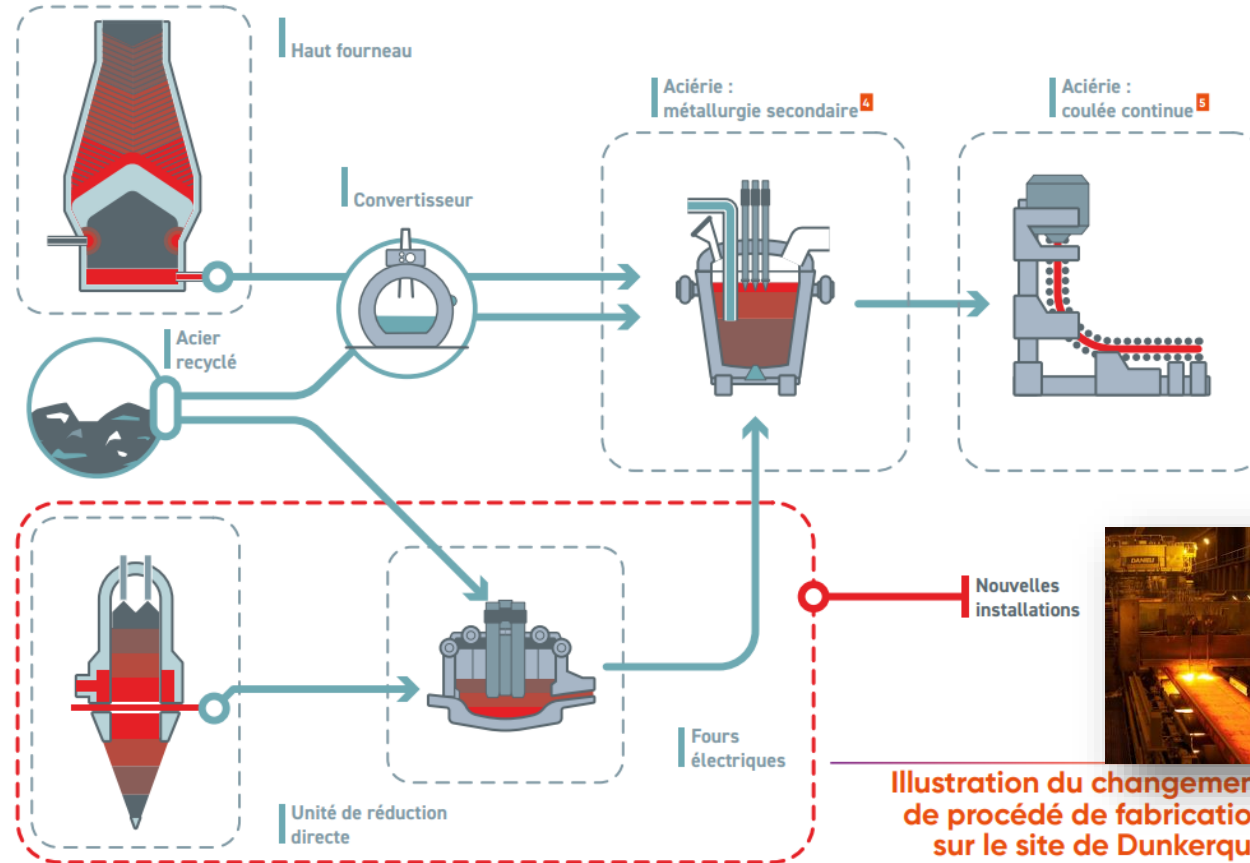 Haut fourneau
Aciérie :
métallurgie secondaire 4
Aciérie :
coulée continue 5
Convertisseur
Acier
recyclé
Nouvelles
installations
DANIELI
Fours
électriques
Unité de réduction
directe
Illustration du changemen
de procédé de fabricatio
sur le site de Dunkerqu